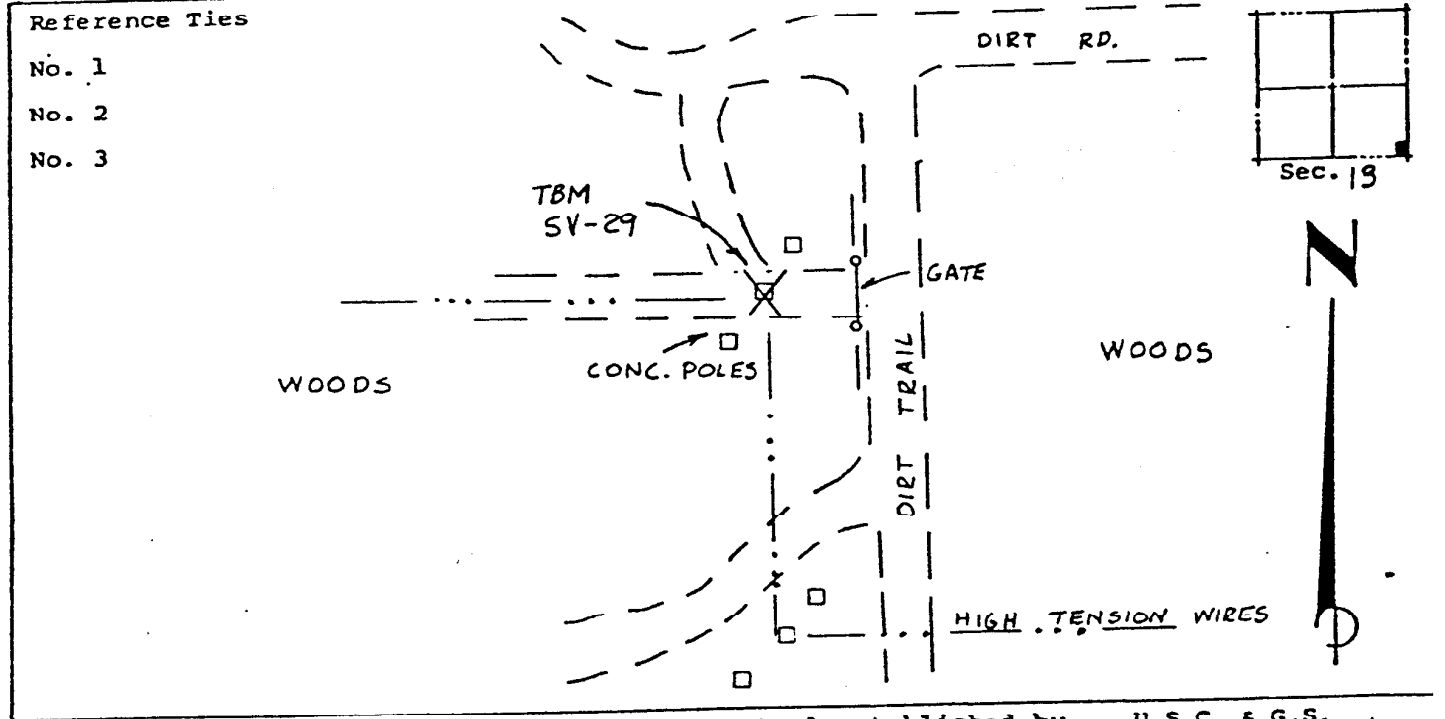 Reference Ties
No. 1
No. 2
No. 3
DIRT RD.
Sec. 19
TBM
SV-29
N
GATE
CONC. POLES
WOODS
WOODS
DIRT TRAIL
HIGH TENSION WIRES
by U.S.C. & G.S.